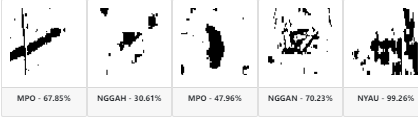 MPO - 67.85% NGGAH - 30.61% MPO - 47.96% NGGAN - 70.23% NYAU - 99.26%